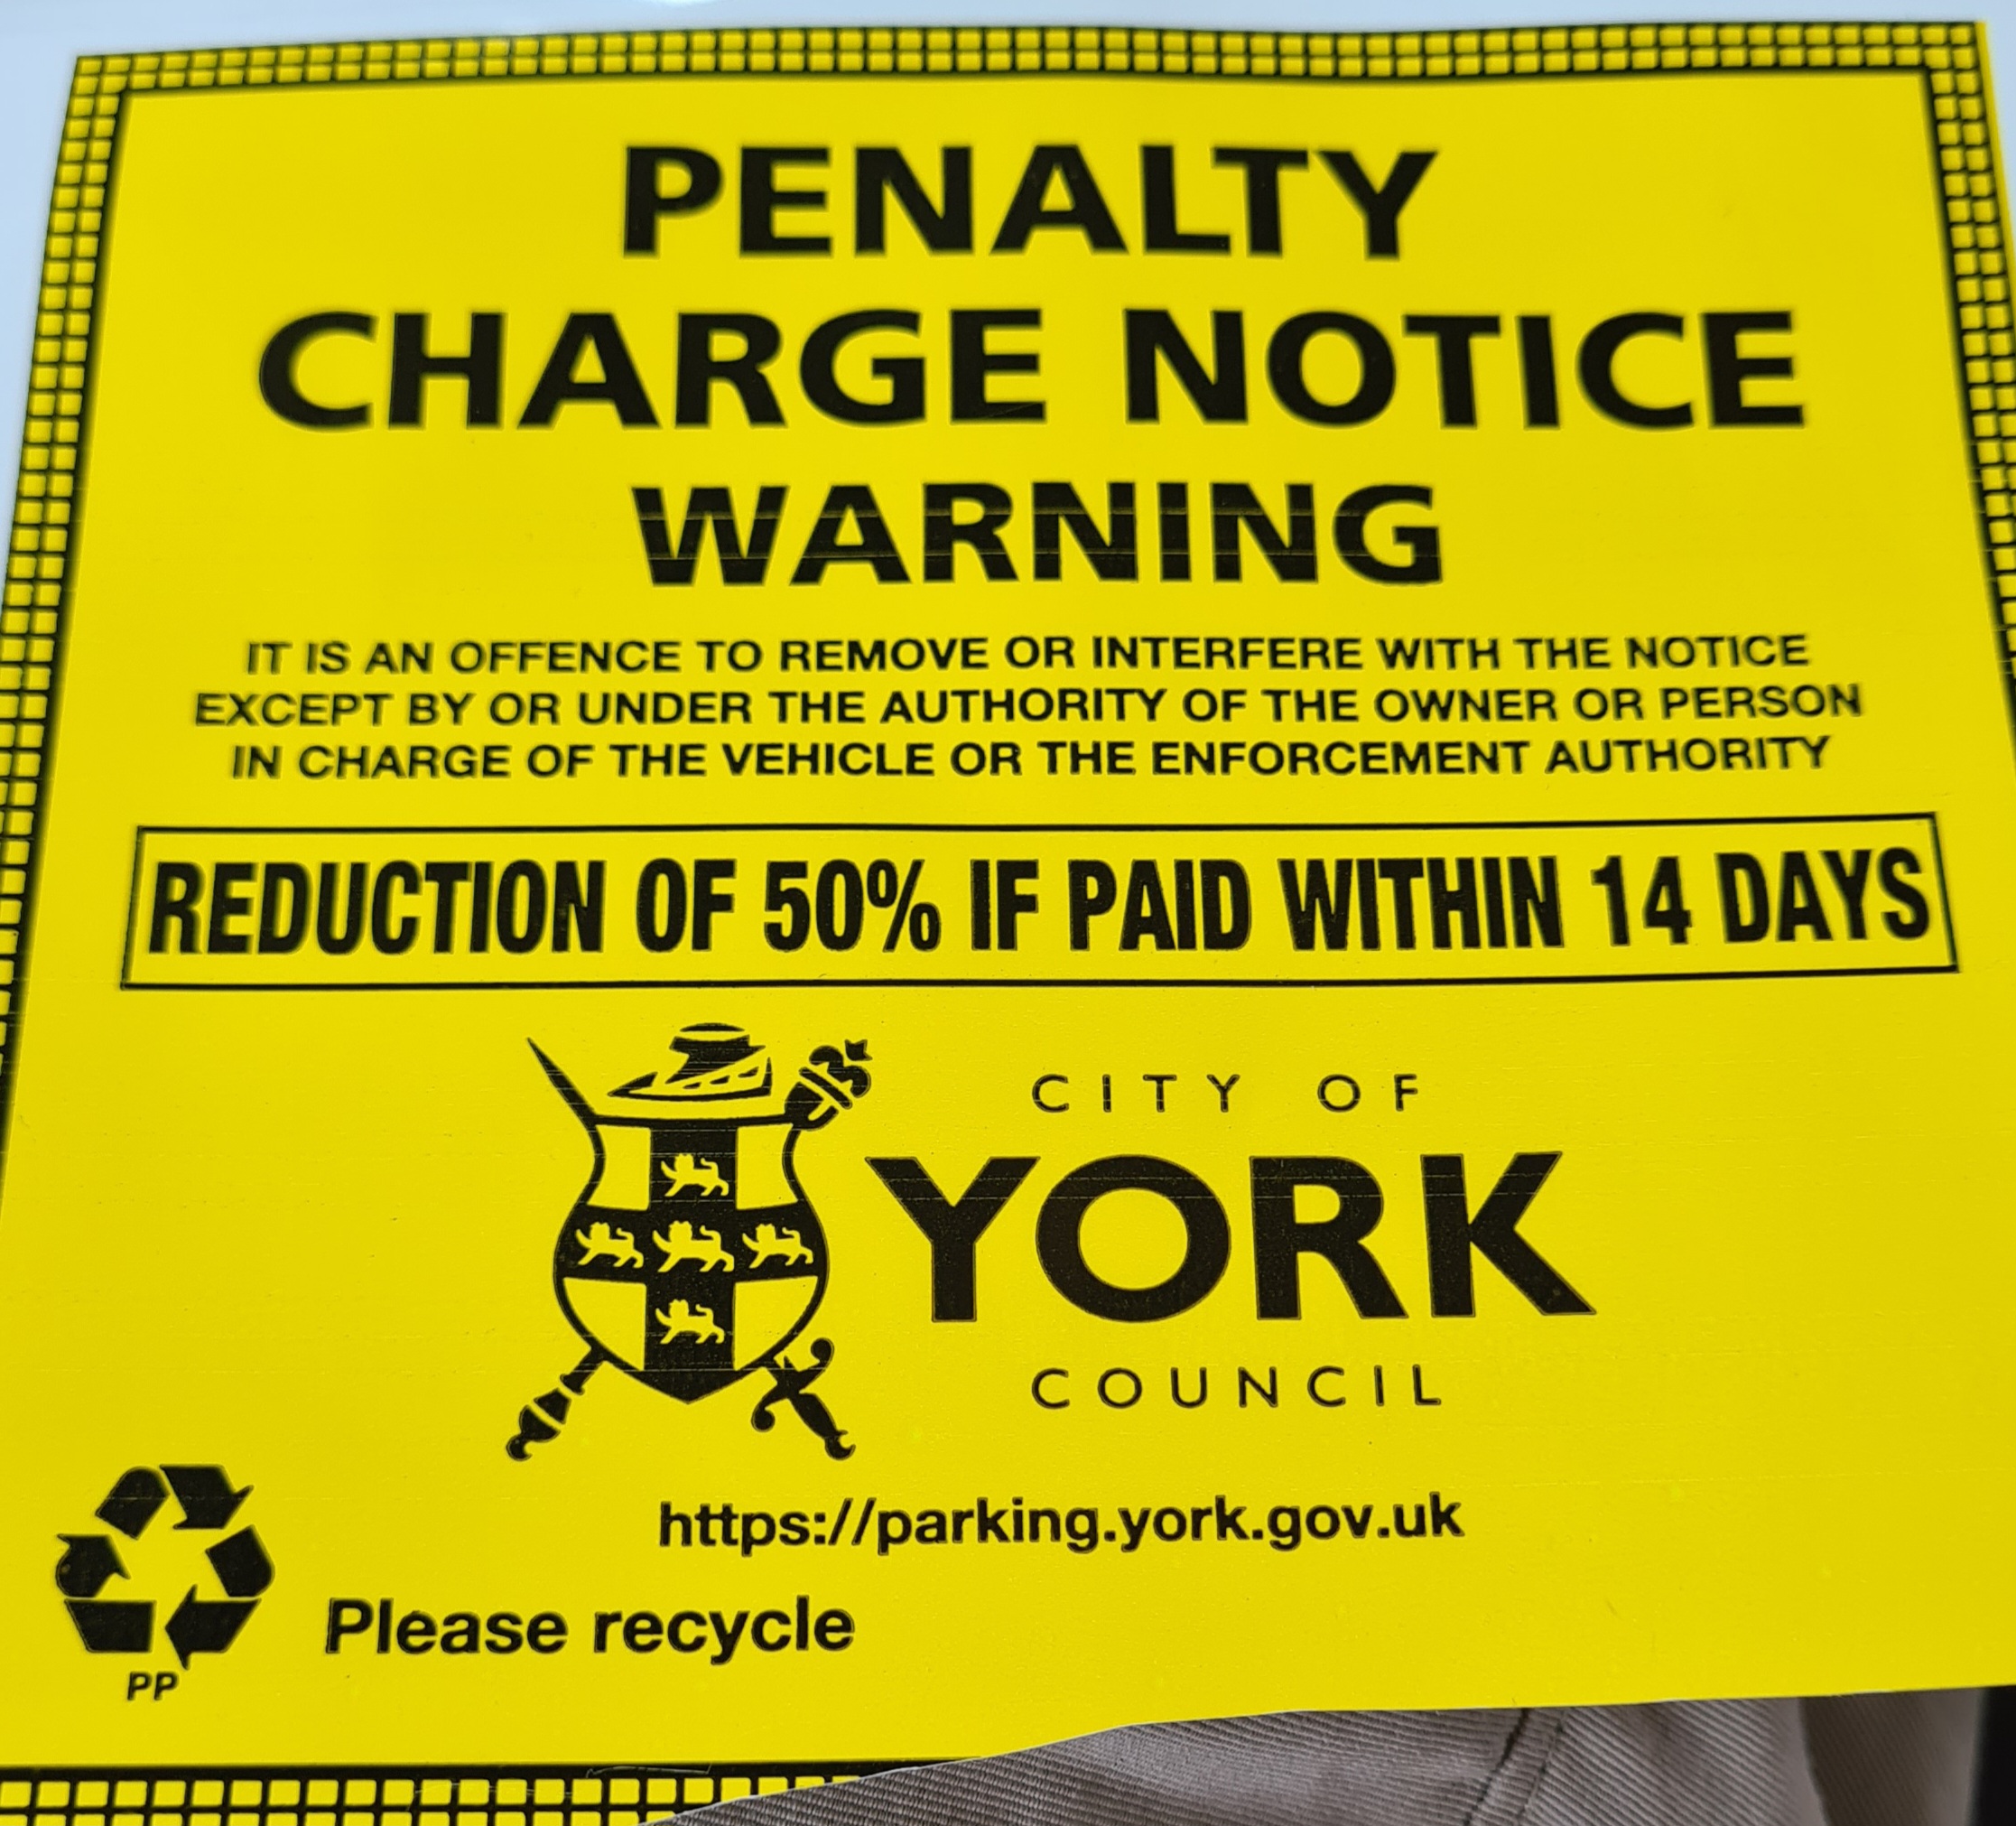 PENALTY
CHARGE NOTICE
WARNING
IT IS AN OFFENCE TO REMOVE OR INTERFERE WITH THE NOTICE
EXCEPT BY OR UNDER THE AUTHORITY OF THE OWNER OR PERSON
IN CHARGE OF THE VEHICLE OR THE ENFORCEMENT AUTHORITY
REDUCTION OF 50% IF PAID WITHIN 14 DAYS
CITY OF
YORK
COUNCIL
https://parking.york.gov.uk
Please recycle
PP